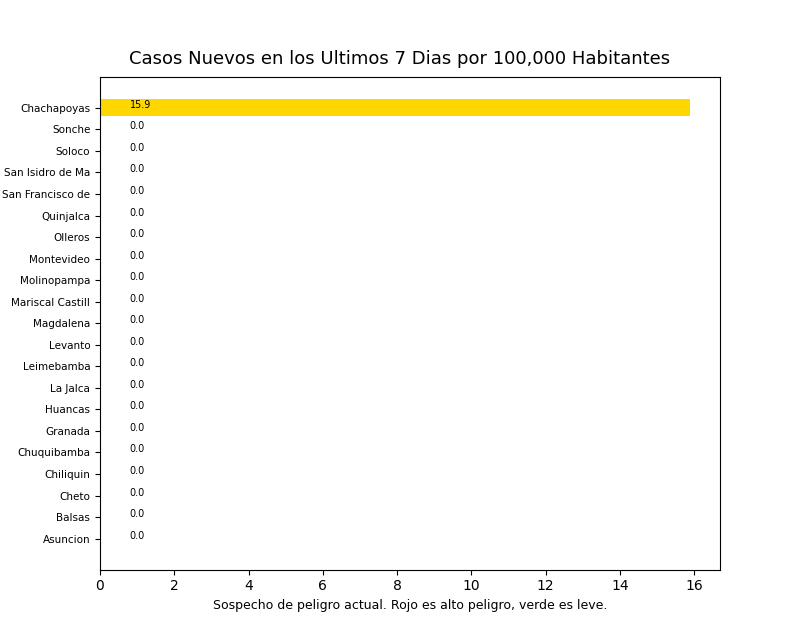 Casos Nuevos en los Ultimos 7 Dias por 100,000 Habitantes
Chachapoyas 15.9
Sonche 0.0
Soloco 0.0
San Isidro de Ma 0.0
San Francisco de 0.0
Quinjalca 0.0
Olleros 0.0
Montevideo 0.0
Molinopampa 0.0
Mariscal Castill 0.0
Magdalena 0.0
Levanto 0.0
Leimebamba 0.0
La Jalca 0.0
Huancas 0.0
Granada 0.0
Chuquibamba 0.0
Chiliquin 0.0
Cheto 0.0
Balsas 0.0
Asuncion 0.0
0 2 4 6 8 10 12 14 16
Sospecho de peligro actual. Rojo es alto peligro, verde es leve.